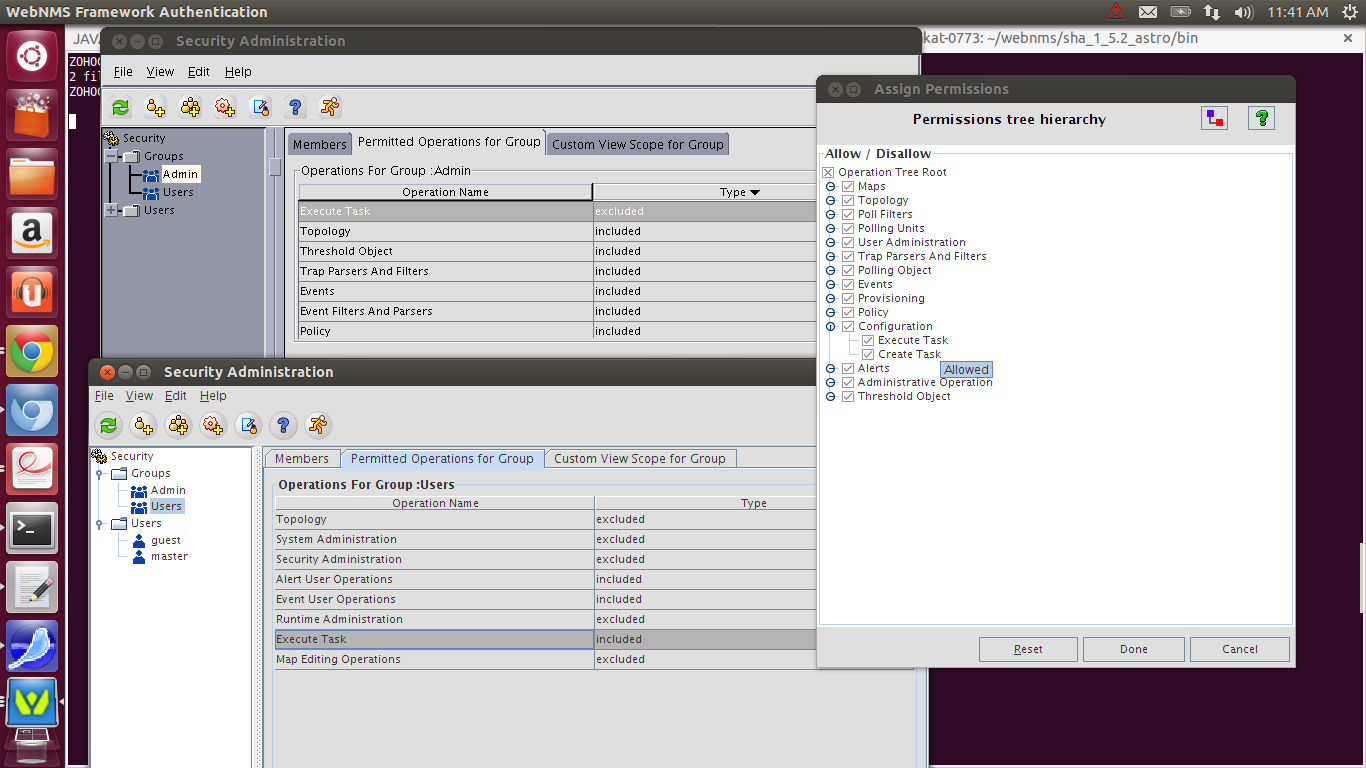 WebNMS Framework Authentication
11:41 AM
JAVA
kat-0773: ~/webnms/sha_1_5.2_astro/bin
ZOHOC
2 fil
ZOHOC
Security Administration
File View Edit Help
Security
Groups
Admin
Users
Users
Members
Permitted Operations for Group
Custom View Scope for Group
Operations For Group :Admin
Operation Name Type
Execute Task excluded
Topology included
Threshold Object included
Trap Parsers And Filters included
Events included
Event Filters And Parsers included
Policy included
Security Administration
File View Edit Help
Security
Groups
Admin
Users
Users
guest
master
Members
Permitted Operations for Group
Custom View Scope for Group
Operations For Group :Users
Operation Name Type
Topology excluded
System Administration excluded
Security Administration excluded
Alert User Operations included
Event User Operations included
Runtime Administration excluded
Execute Task included
Map Editing Operations excluded
Assign Permissions
Permissions tree hierarchy
Allow / Disallow
Operation Tree Root
Maps
Topology
Poll Filters
Polling Units
User Administration
Trap Parsers And Filters
Polling Object
Events
Provisioning
Policy
Configuration
Execute Task
Create Task
Alerts
Allowed
Administrative Operation
Threshold Object
Reset
Done
Cancel